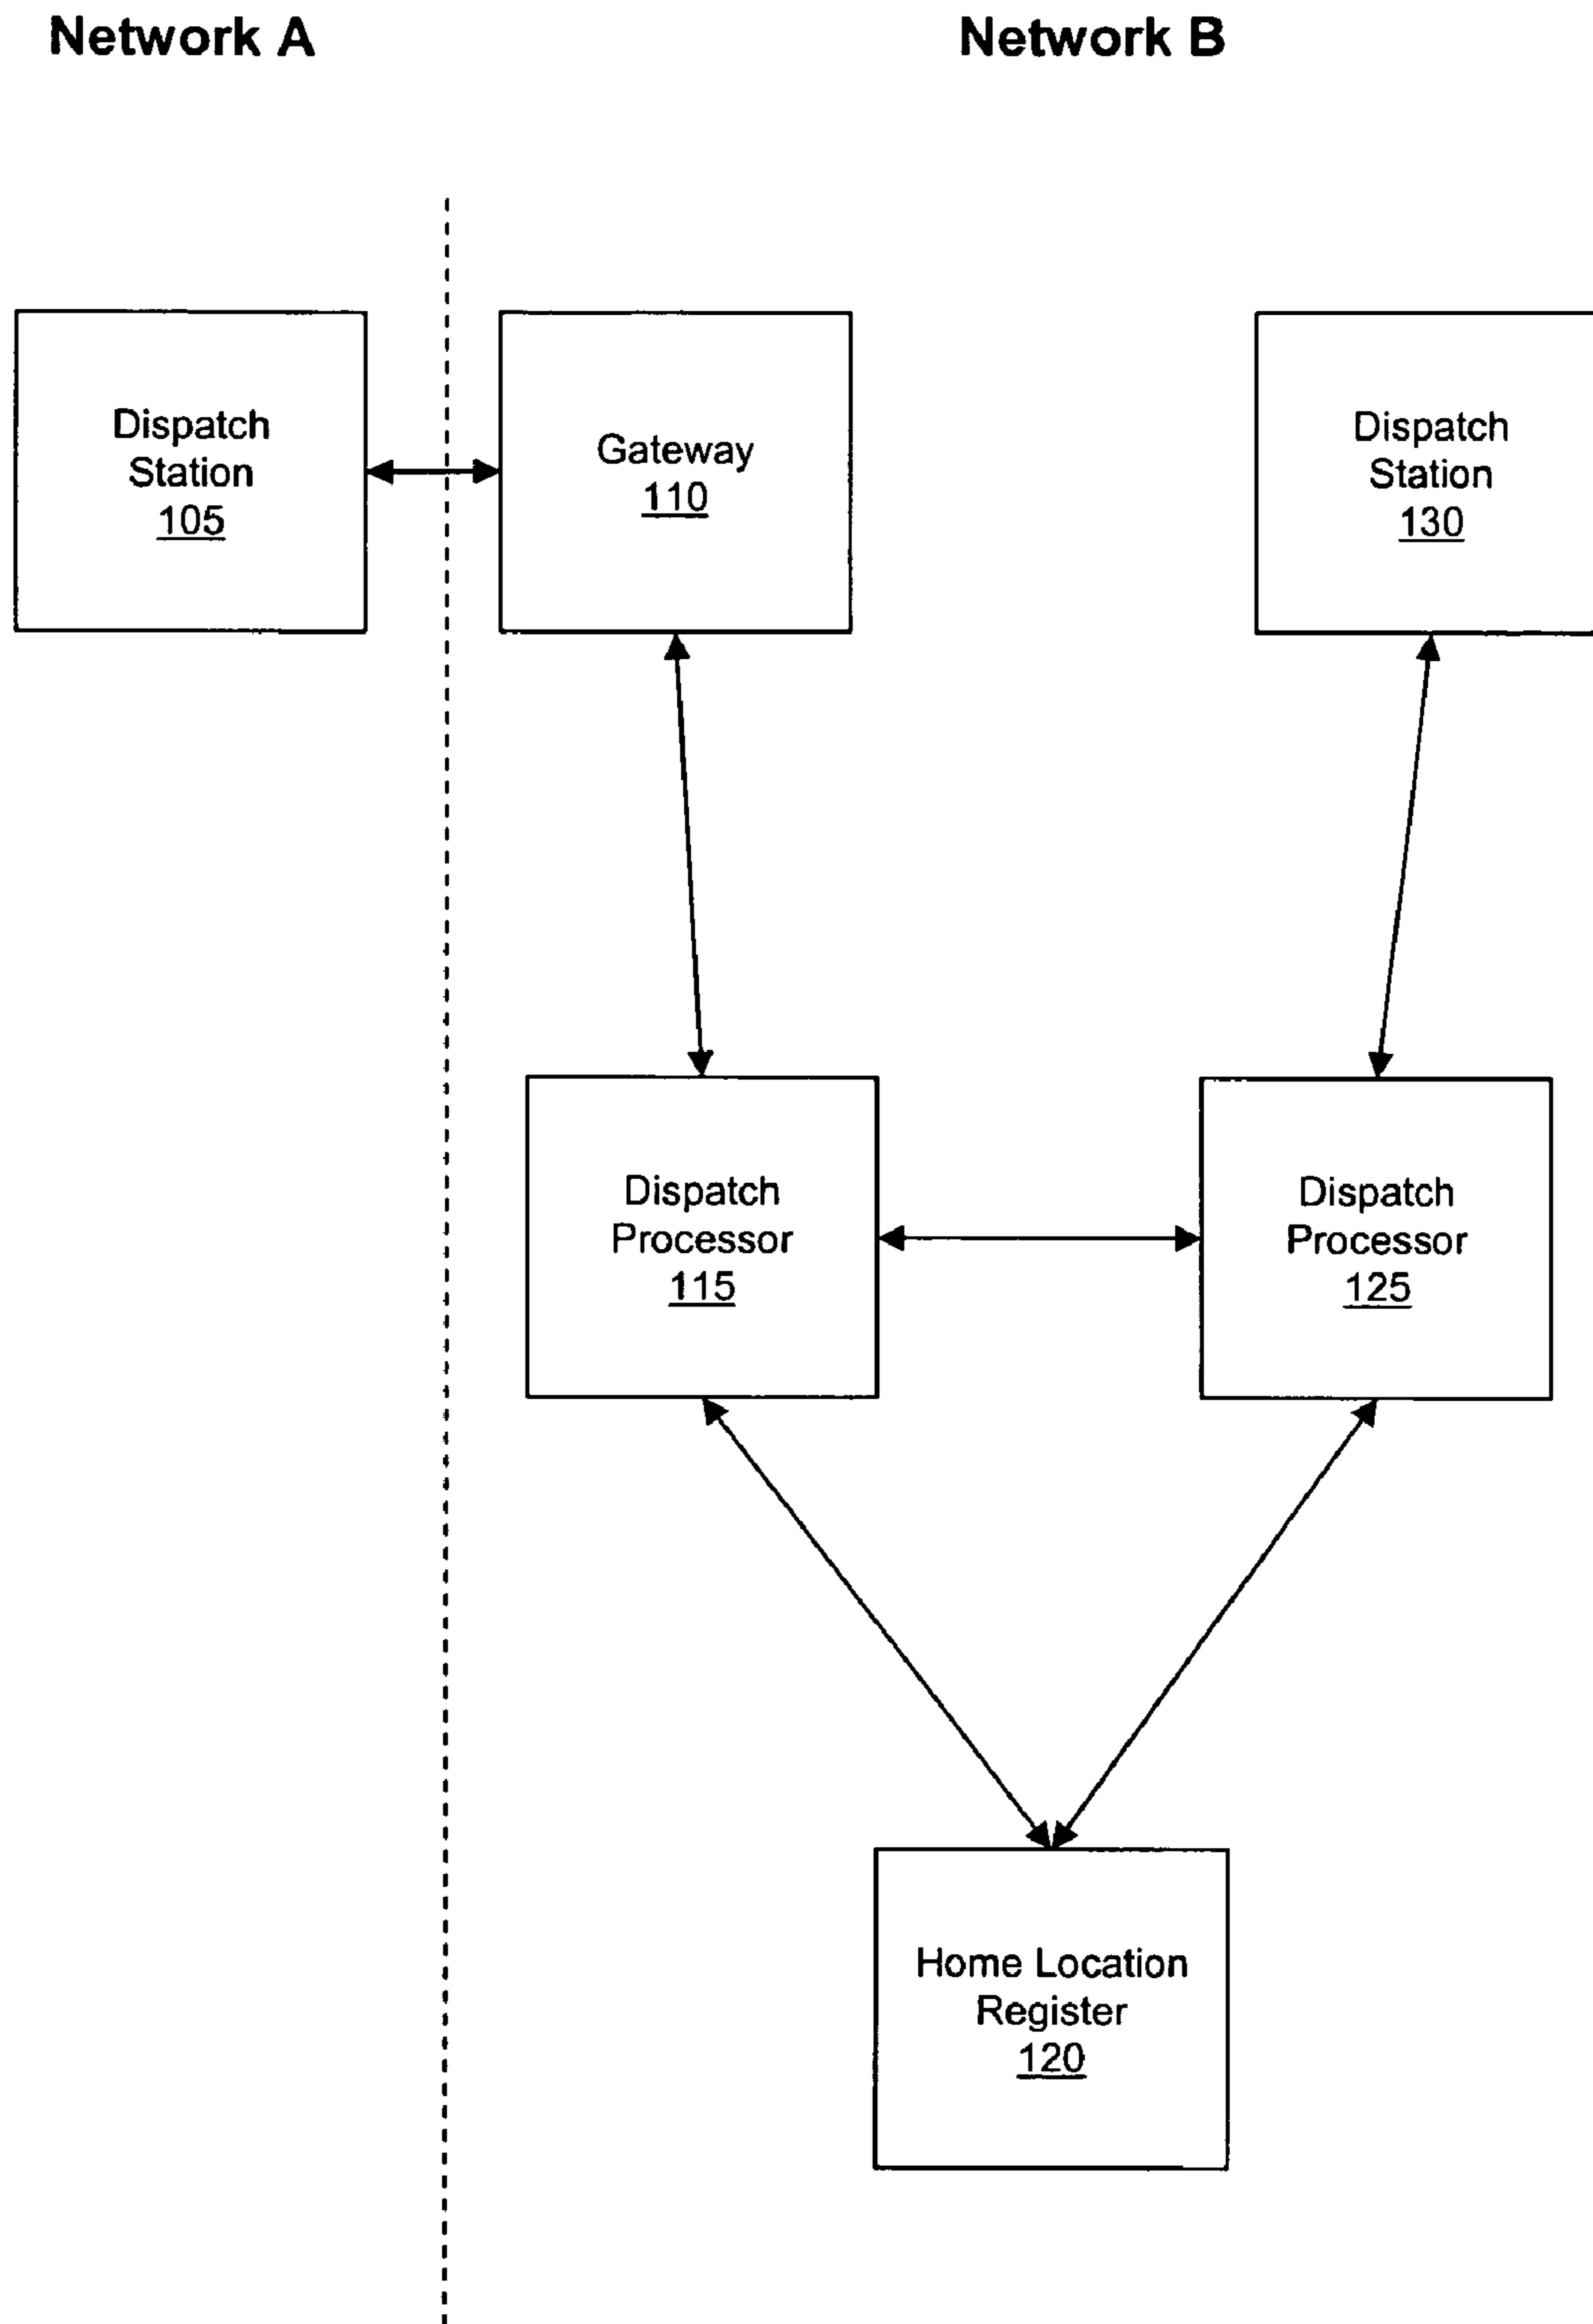 Network A
Network B
Dispatch
Station
105
Gateway
110
Dispatch
Station
130
Dispatch
Processor
115
Dispatch
Processor
125
Home Location
Register
120